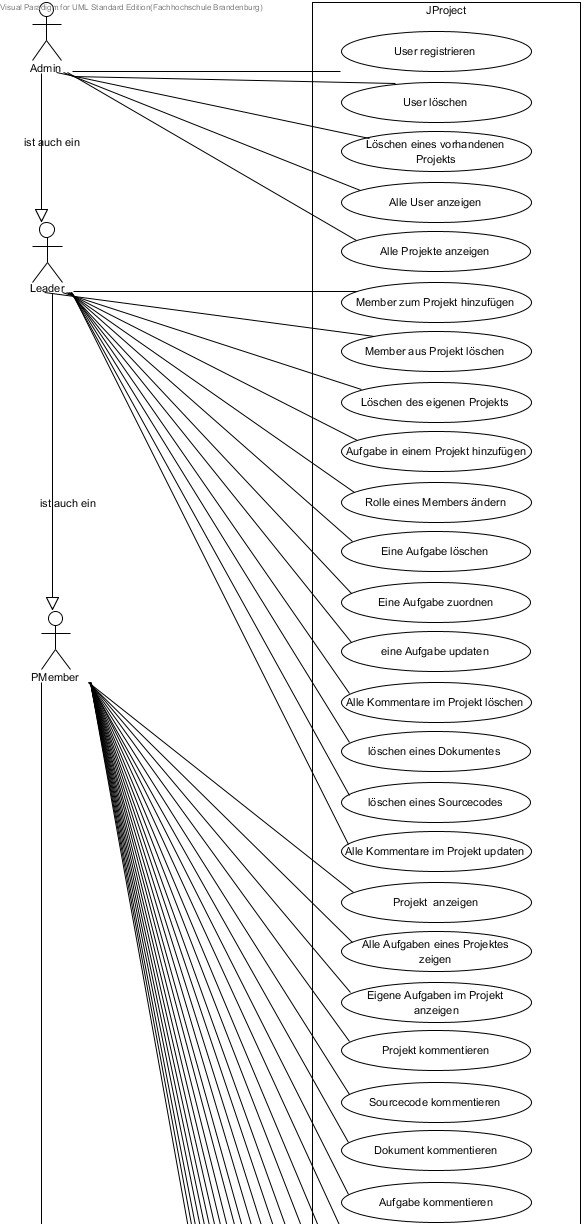 Visual Paradigm for UML Standard Edition(Fachhochschule Brandenburg)
JProject
User registrieren
Admin
User löschen
ist auch ein
Löschen eines vorhandenen
Projekts
Alle User anzeigen
Alle Projekte anzeigen
Leader
Member zum Projekt hinzufügen
Member aus Projekt löschen
Löschen des eigenen Projekts
Aufgabe in einem Projekt hinzufügen
Rolle eines Members ändern
ist auch ein
Eine Aufgabe löschen
Eine Aufgabe zuordnen
eine Aufgabe updaten
PMember
Alle Kommentare im Projekt löschen
löschen eines Dokumentes
löschen eines Sourcecodes
Alle Kommentare im Projekt updaten
Projekt anzeigen
Alle Aufgaben eines Projektes
zeigen
Eigene Aufgaben im Projekt
anzeigen
Projekt kommentieren
Sourcecode kommentieren
Dokument kommentieren
Aufgabe kommentieren